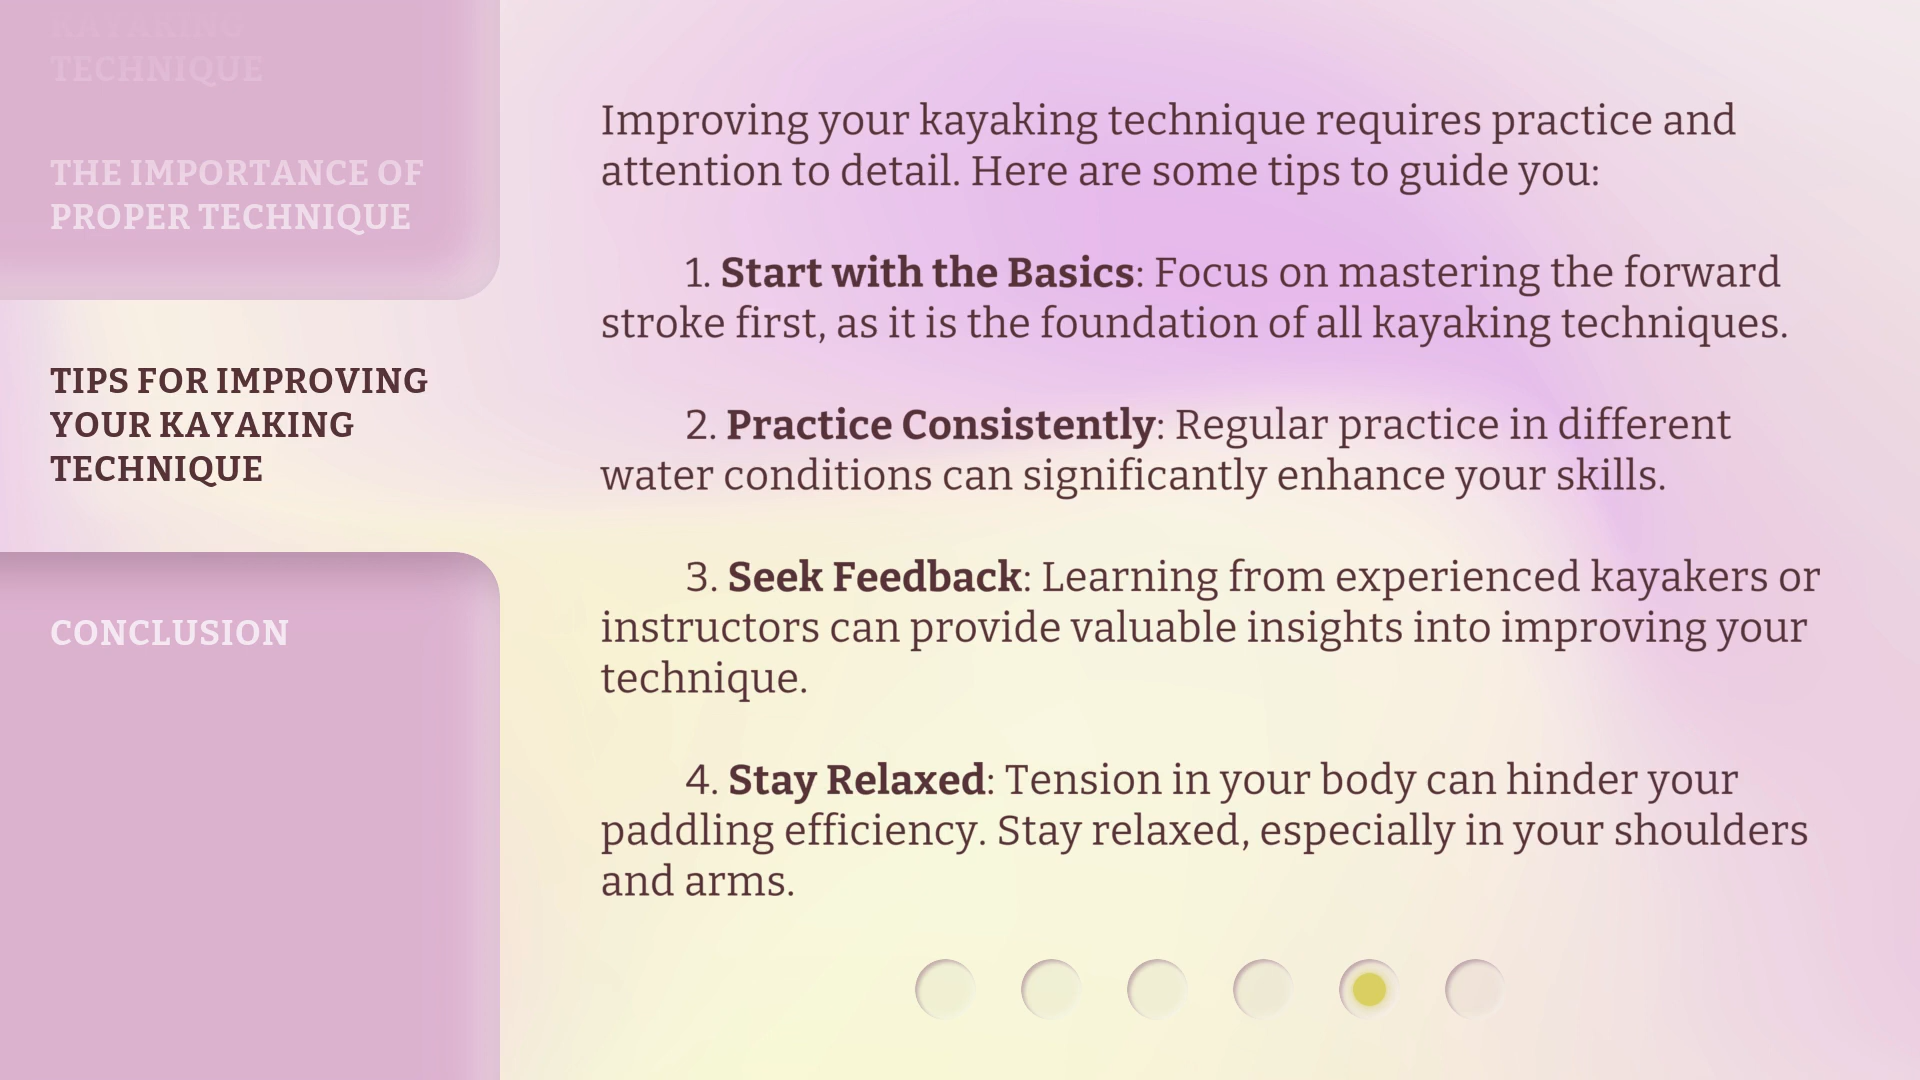 KAYAKING
TECHNIQUE
THE IMPORTANCE OF
PROPER TECHNIQUE
TIPS FOR IMPROVING
YOUR KAYAKING
TECHNIQUE
CONCLUSION
Improving your kayaking technique requires practice and
attention to detail. Here are some tips to guide you:
1. Start with the Basics: Focus on mastering the forward
stroke first, as it is the foundation of all kayaking techniques.
2. Practice Consistently: Regular practice in different
water conditions can significantly enhance your skills.
3. Seek Feedback: Learning from experienced kayakers or
instructors can provide valuable insights into improving your
technique.
4. Stay Relaxed: Tension in your body can hinder your
paddling efficiency. Stay relaxed, especially in your shoulders
and arms.